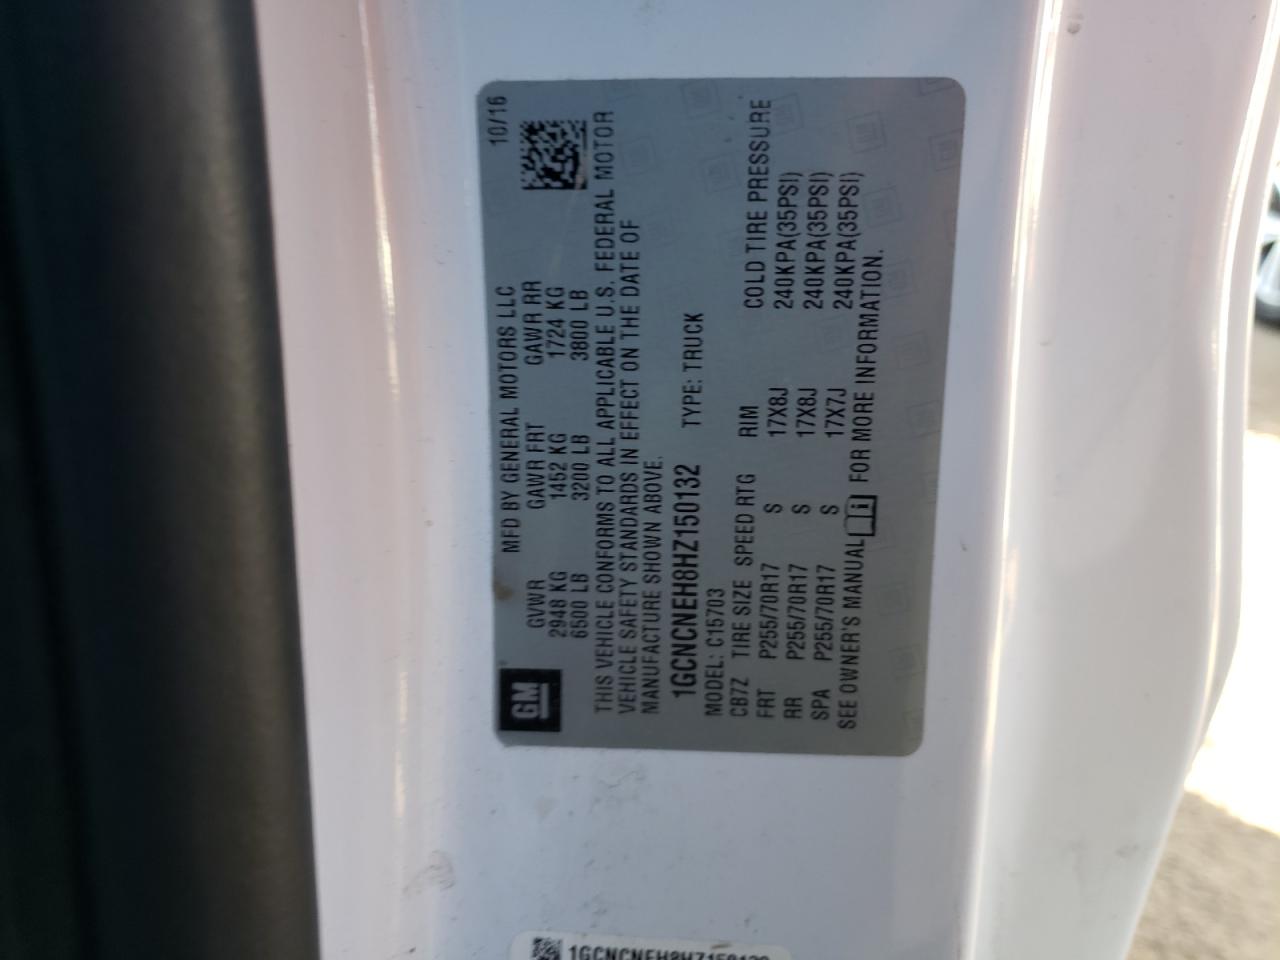 GM
MFD BY GENERAL MOTORS LLC 10/16
GVWR GAWR FRT GAWR RR
2948 KG 1452 KG 1724 KG
6500 LB 3200 LB 3800 LB
THIS VEHICLE CONFORMS TO ALL APPLICABLE U.S. FEDERAL MOTOR
VEHICLE SAFETY STANDARDS IN EFFECT ON THE DATE OF
MANUFACTURE SHOWN ABOVE.
1GCNCNEH8HZ150132 TYPE: TRUCK
MODEL: C15703
CB7Z TIRE SIZE SPEED RTG RIM COLD TIRE PRESSURE
FRT P255/70R17 S 17X8J 240KPA(35PSI)
RR P255/70R17 S 17X8J 240KPA(35PSI)
SPA P255/70R17 S 17X7J 240KPA(35PSI)
SEE OWNER'S MANUAL i FOR MORE INFORMATION.
1GCNCNEH8HZ150132